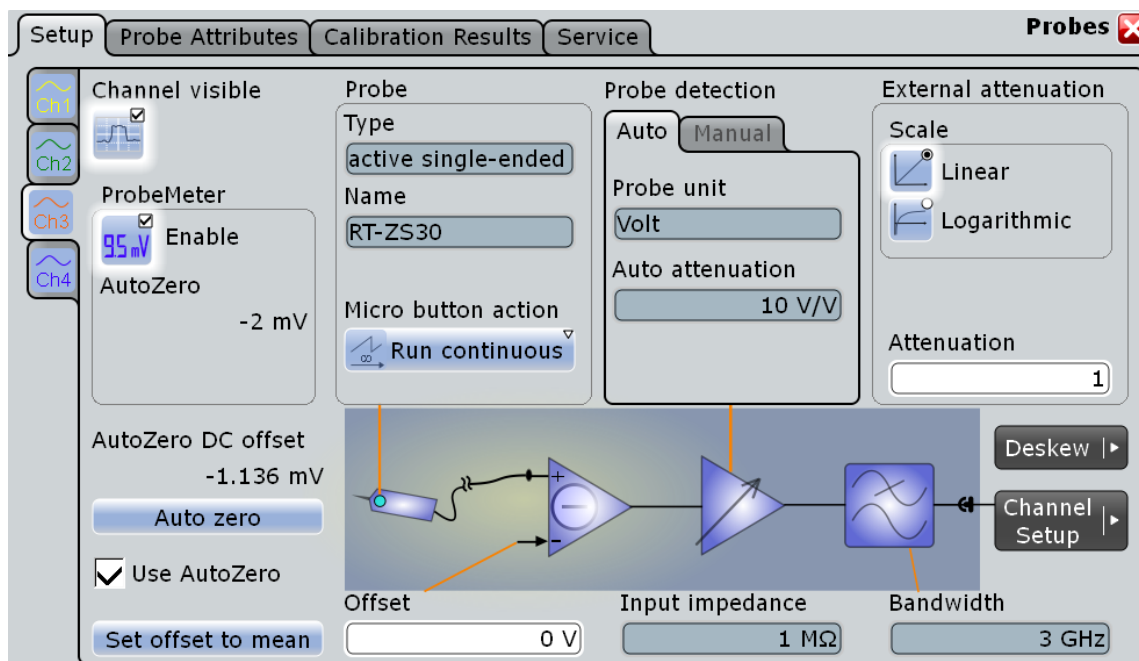 Setup
Probe Attributes
Calibration Results
Service
Probes
Ch1
Ch2
Ch3
Ch4
Channel visible
ProbeMeter
9.5 mV
Enable
AutoZero
-2 mV
AutoZero DC offset
-1.136 mV
Auto zero
Use AutoZero
Set offset to mean
Probe
Type
active single-ended
Name
RT-ZS30
Micro button action
∞
Run continuous
Probe detection
Auto
Manual
Probe unit
Volt
Auto attenuation
10 V/V
External attenuation
Scale
Linear
Logarithmic
Attenuation
1
+
-
Deskew
Channel
Setup
Offset
0 V
Input impedance
1 MΩ
Bandwidth
3 GHz